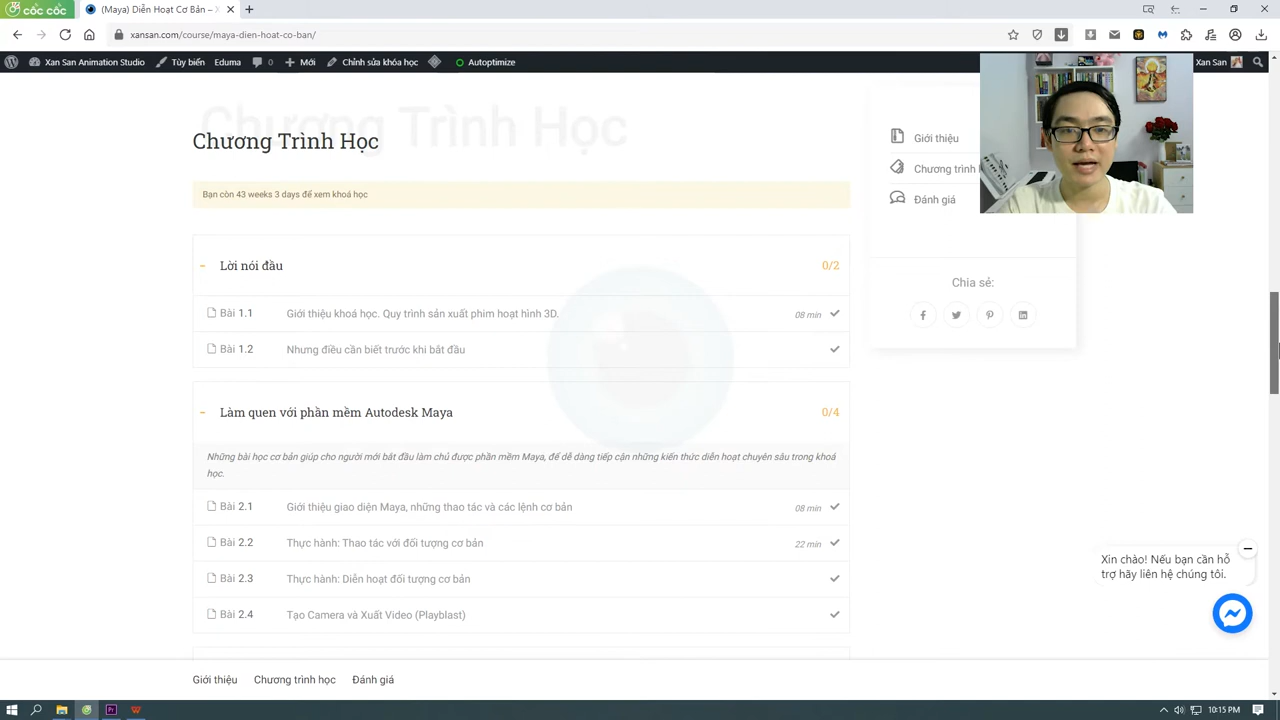 cốc cốc
(Maya) Diễn Hoạt Cơ Bản – X
xansan.com/course/maya-dien-hoat-co-ban/
Xan San Animation Studio Tùy biến Eduma 0 Mới Chỉnh sửa khóa học Autoptimize Xan San
Chương Trình Học
Chương Trình Học
Bạn còn 43 weeks 3 days để xem khoá học
Giới thiệu
Chương trình
Đánh giá
Lời nói đầu 0/2
Bài 1.1 Giới thiệu khoá học. Quy trình sản xuất phim hoạt hình 3D. 08 min
Bài 1.2 Nhưng điều cần biết trước khi bắt đầu
Chia sẻ:
Làm quen với phần mềm Autodesk Maya 0/4
Những bài học cơ bản giúp cho người mới bắt đầu làm chủ được phần mềm Maya, để dễ dàng tiếp cận những kiến thức diễn hoạt chuyên sâu trong khoá
học.
Bài 2.1 Giới thiệu giao diện Maya, những thao tác và các lệnh cơ bản 08 min
Bài 2.2 Thực hành: Thao tác với đối tượng cơ bản 22 min
Bài 2.3 Thực hành: Diễn hoạt đối tượng cơ bản
Bài 2.4 Tạo Camera và Xuất Video (Playblast)
Xin chào! Nếu bạn cần hỗ
trợ hãy liên hệ chúng tôi.
Giới thiệu Chương trình học Đánh giá
10:15 PM